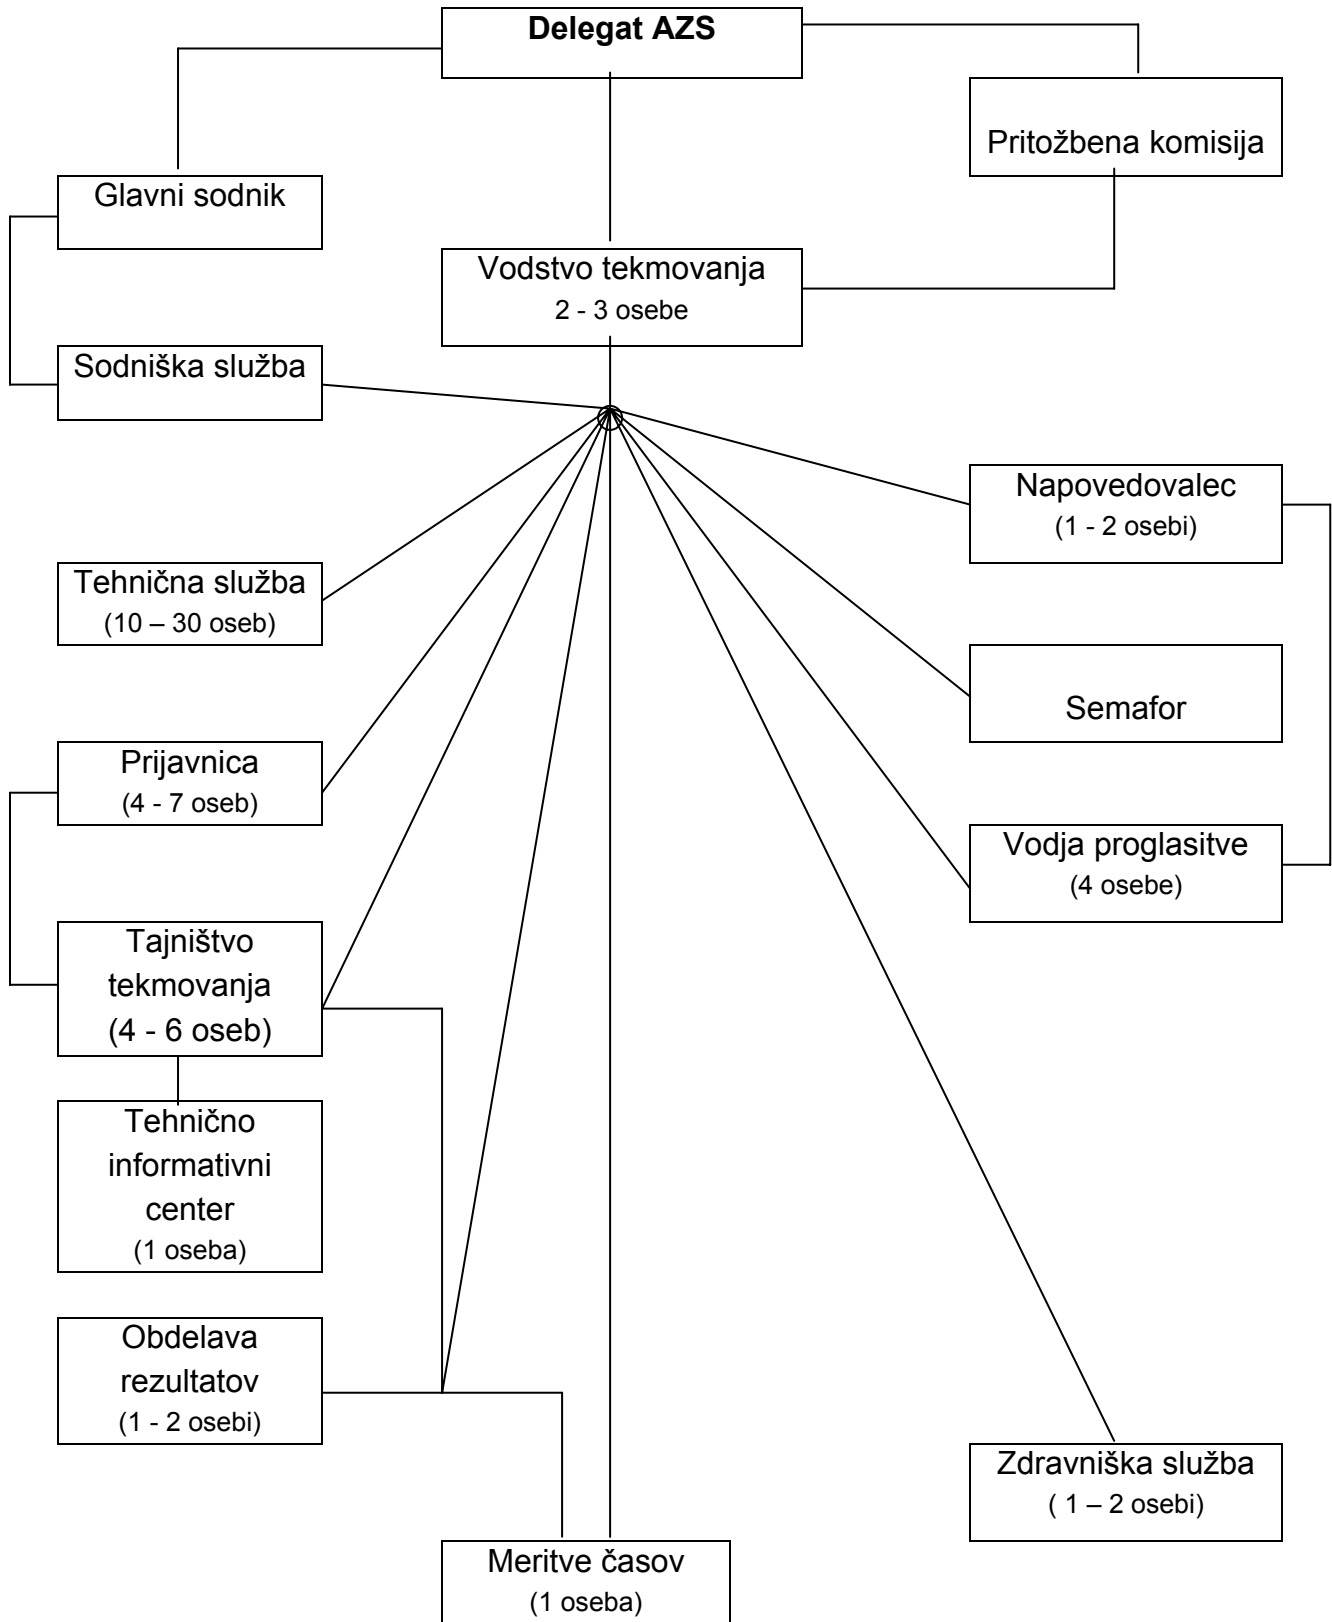 Delegat AZS
Pritožbena komisija
Glavni sodnik
Vodstvo tekmovanja
2 - 3 osebe
Sodniška služba
Napovedovalec
(1 - 2 osebi)
Tehnična služba
(10 – 30 oseb)
Semafor
Prijavnica
(4 - 7 oseb)
Vodja proglasitve
(4 osebe)
Tajništvo
tekmovanja
(4 - 6 oseb)
Tehnično
informativni
center
(1 oseba)
Obdelava
rezultatov
(1 - 2 osebi)
Zdravniška služba
( 1 – 2 osebi)
Meritve časov
(1 oseba)